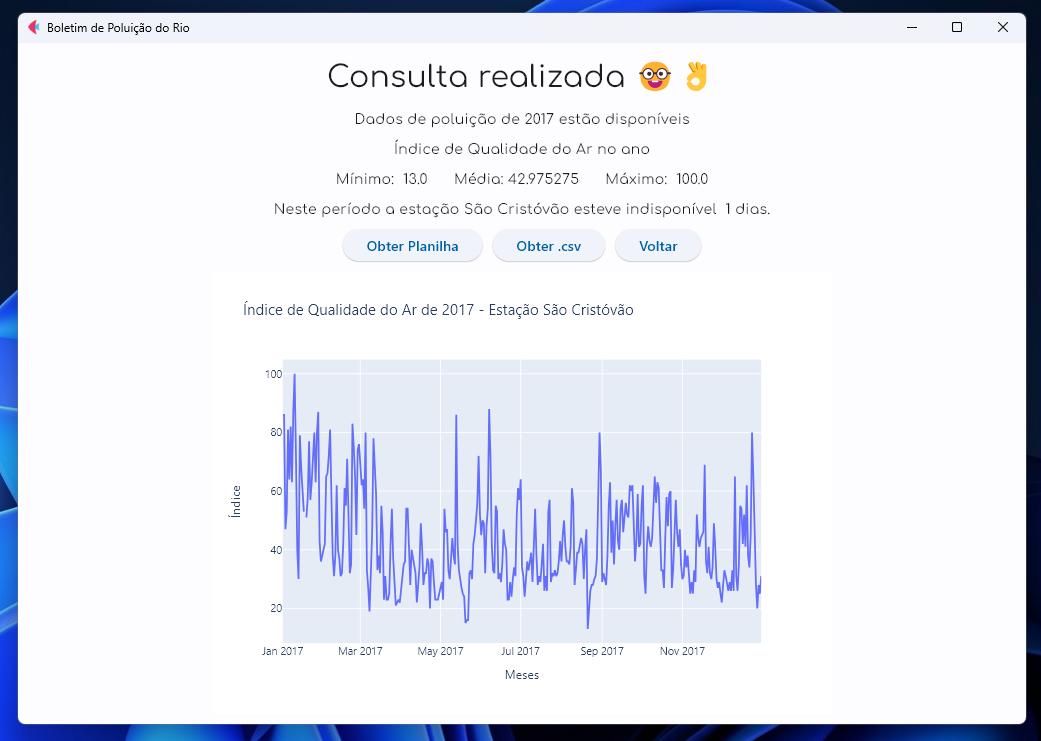 Boletim de Poluição do Rio
Consulta realizada 🤓 👌
Dados de poluição de 2017 estão disponíveis
Índice de Qualidade do Ar no ano
Mínimo: 13.0 Média: 42.975275 Máximo: 100.0
Neste período a estação São Cristóvão esteve indisponível 1 dias.
Obter Planilha Obter .csv Voltar
Índice de Qualidade do Ar de 2017 - Estação São Cristóvão
100
80
60
40
20
Índice
Jan 2017 Mar 2017 May 2017 Jul 2017 Sep 2017 Nov 2017
Meses